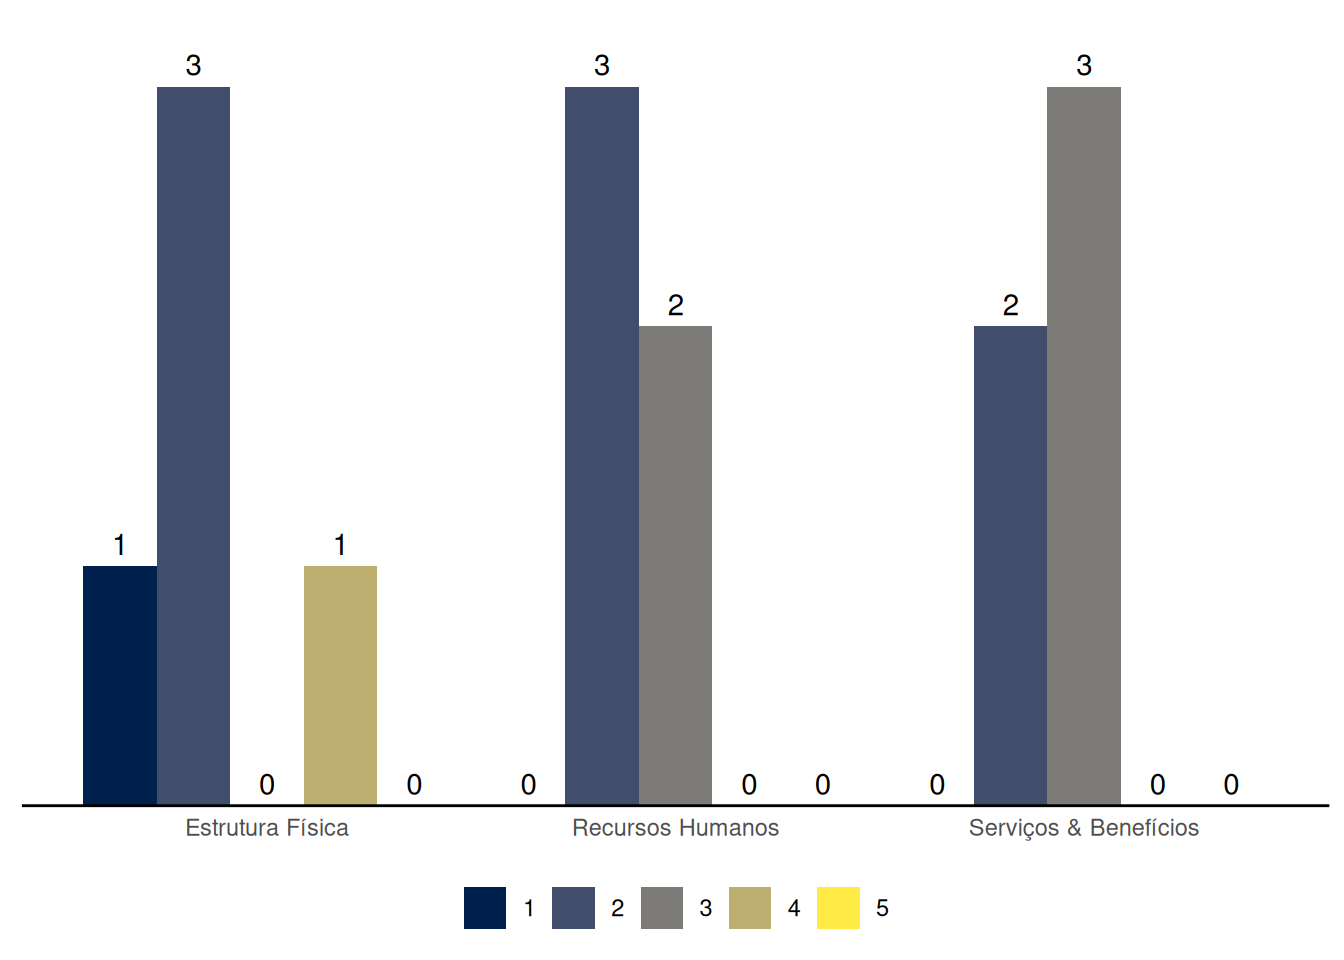 3 3 3
2 2
1 1
0 0 0 0 0 0 0 0
Estrutura Física Recursos Humanos Serviços & Benefícios
1 2 3 4 5